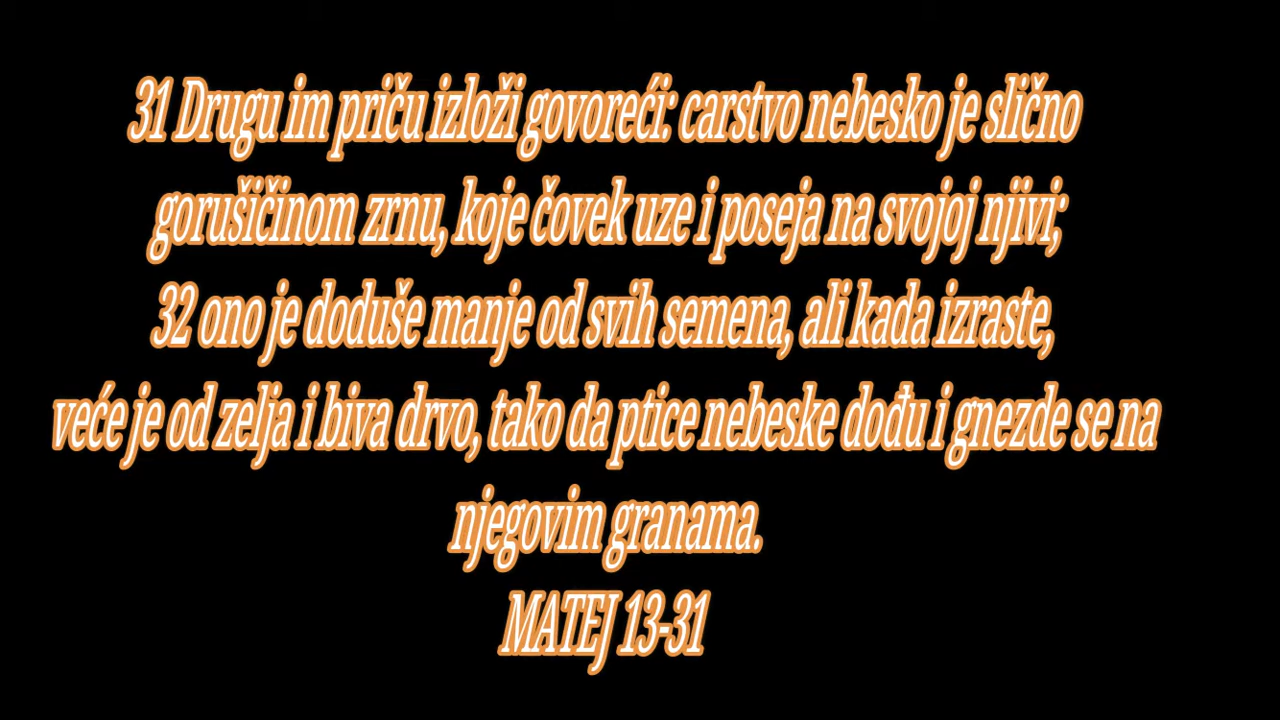 31 Drugu im priču izloži govoreći: carstvo nebesko je slično
gorušičinom zrnu, koje čovek uze i poseja na svojoj njivi;
32 ono je doduše manje od svih semena, ali kada izraste,
veće je od zelja i biva drvo, tako da ptice nebeske dođu i gnezde se na
njegovim granama.
MATEJ 13-31